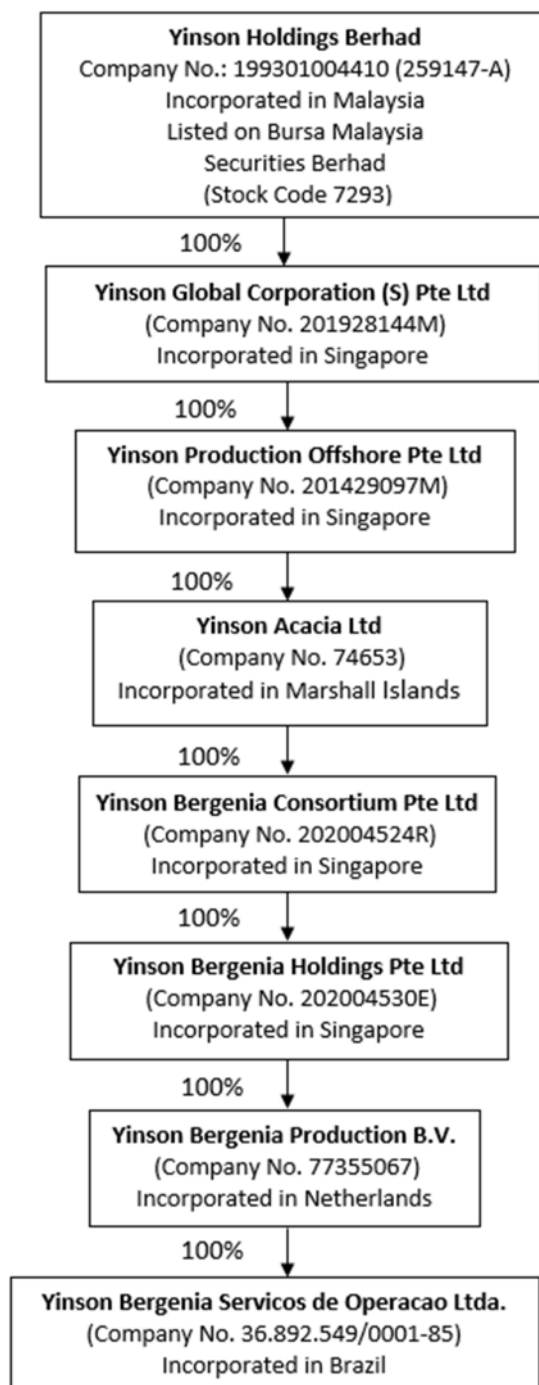 Yinson Holdings Berhad
Company No.: 199301004410 (259147-A)
Incorporated in Malaysia
Listed on Bursa Malaysia
Securities Berhad
(Stock Code 7293)
100%
Yinson Global Corporation (S) Pte Ltd
(Company No. 201928144M)
Incorporated in Singapore
100%
Yinson Production Offshore Pte Ltd
(Company No. 201429097M)
Incorporated in Singapore
100%
Yinson Acacia Ltd
(Company No. 74653)
Incorporated in Marshall Islands
100%
Yinson Bergenia Consortium Pte Ltd
(Company No. 202004524R)
Incorporated in Singapore
100%
Yinson Bergenia Holdings Pte Ltd
(Company No. 202004530E)
Incorporated in Singapore
100%
Yinson Bergenia Production B.V.
(Company No. 77355067)
Incorporated in Netherlands
100%
Yinson Bergenia Servicos de Operacao Ltda.
(Company No. 36.892.549/0001-85)
Incorporated in Brazil